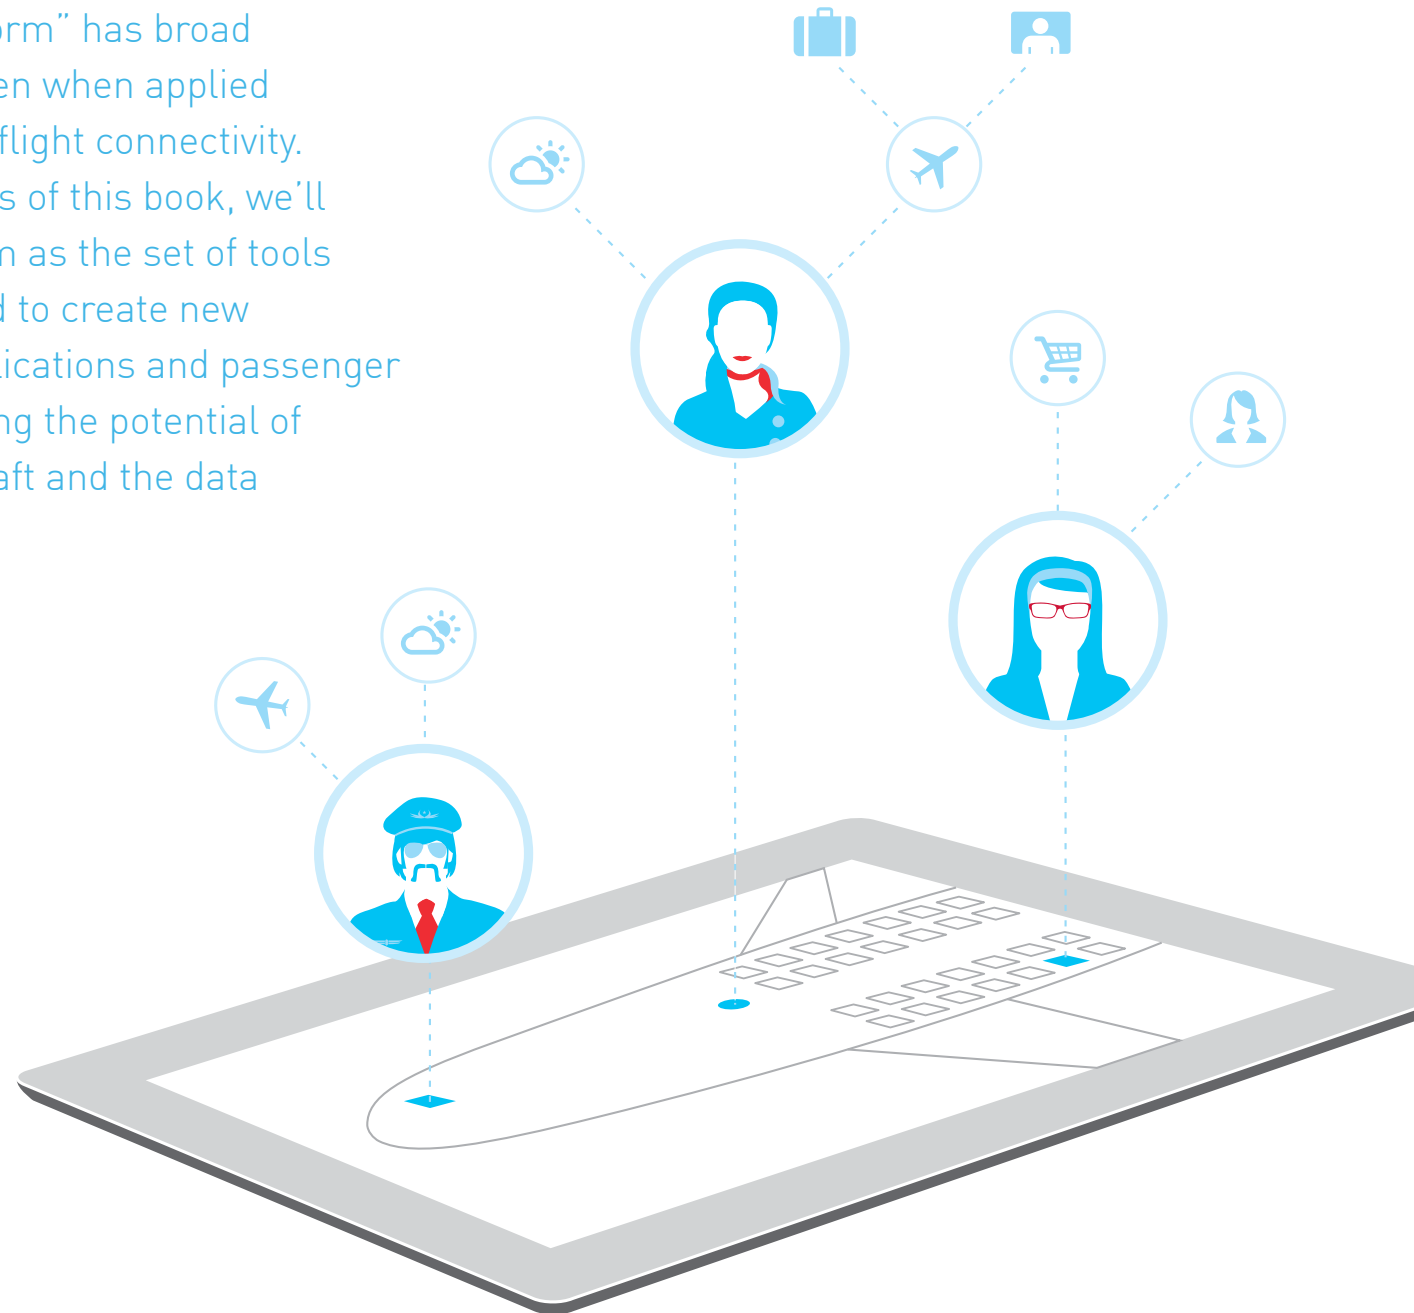 orm” has broad
en when applied
flight connectivity.
s of this book, we’ll
n as the set of tools
d to create new
lications and passenger
ng the potential of
aft and the data